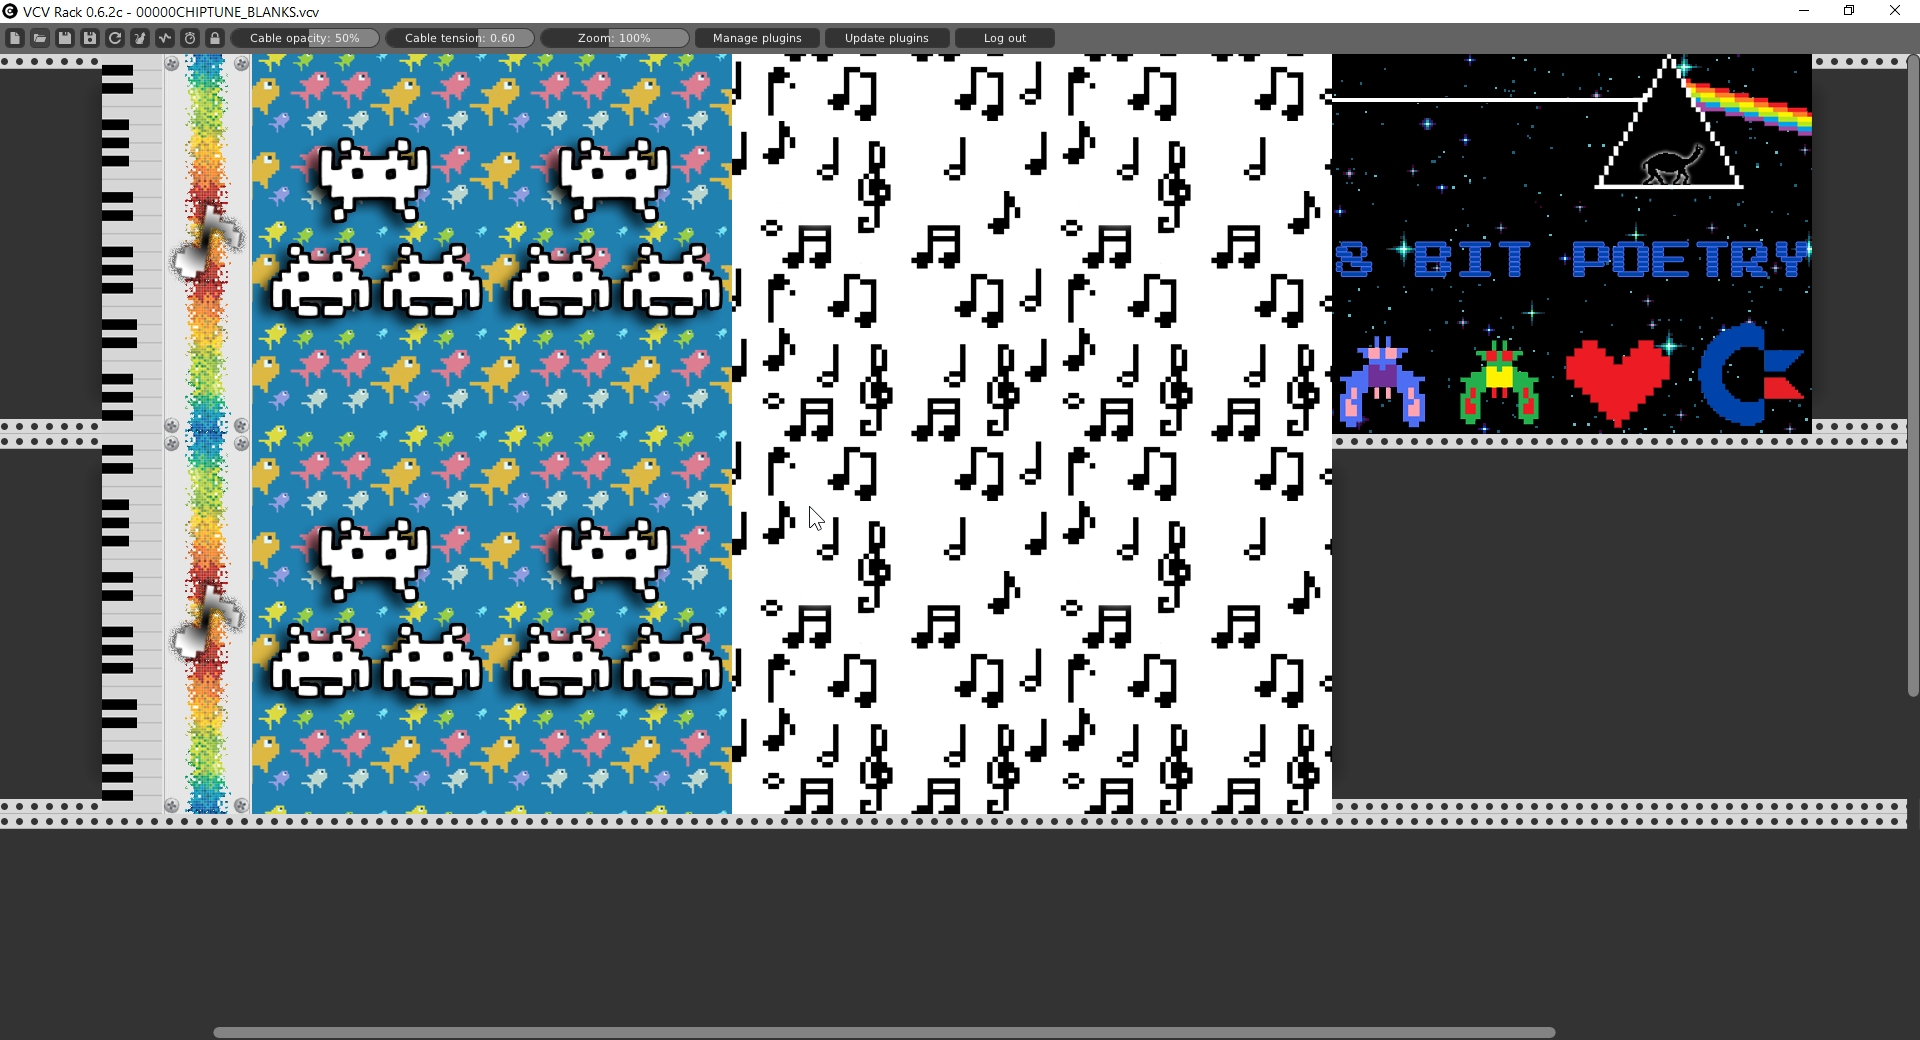 VCV Rack 0.6.2c - 00000CHIPTUNE_BLANKS.vcv
Cable opacity: 50%
Cable tension: 0.60
Zoom: 100%
Manage plugins
Update plugins
Log out
8 BIT POETRY